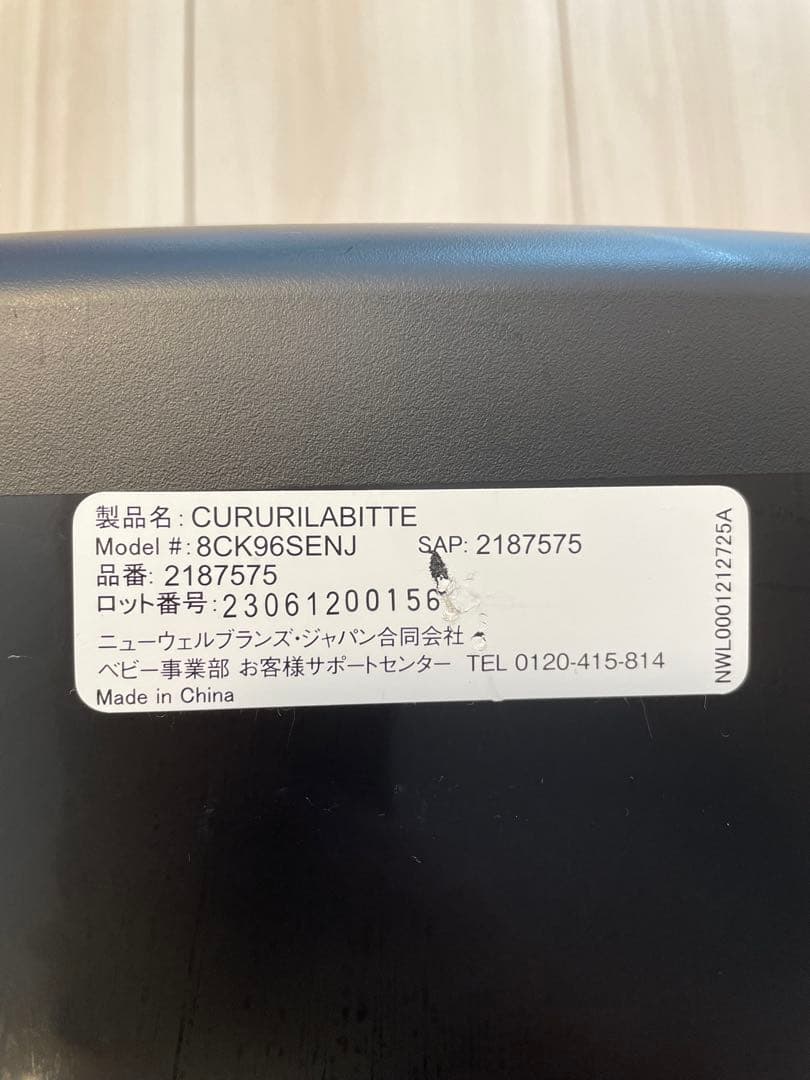 製品名: CURURILABITTE
Model #: 8CK96SENJ SAP: 2187575
品番: 2187575
ロット番号: 23061200156
ニューウェルブランズ・ジャパン合同会社
ベビー事業部 お客様サポートセンター TEL 0120-415-814
Made in China
NWL0001212725A